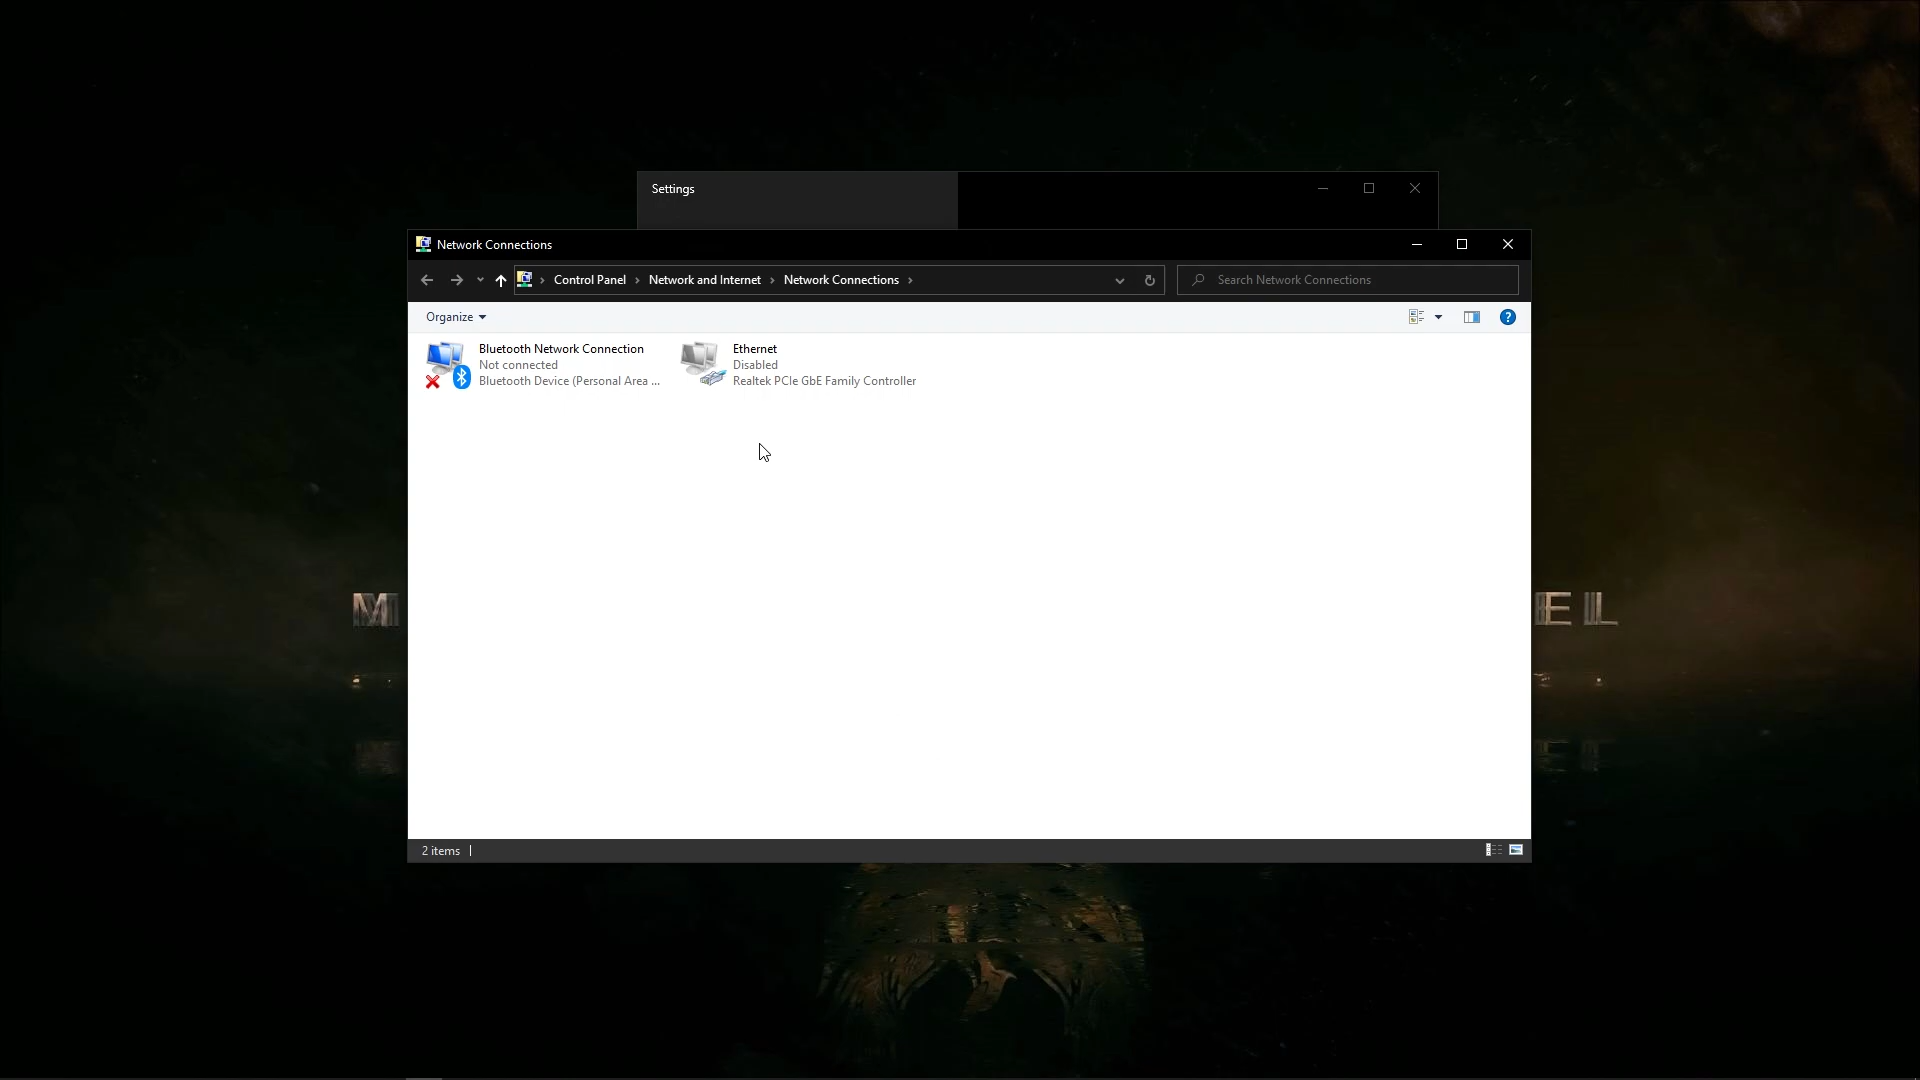 Settings
Network Connections
Control Panel > Network and Internet > Network Connections >
Search Network Connections
Organize
Bluetooth Network Connection
Not connected
Bluetooth Device (Personal Area ...
Ethernet
Disabled
Realtek PCIe GbE Family Controller
M
EL
2 items